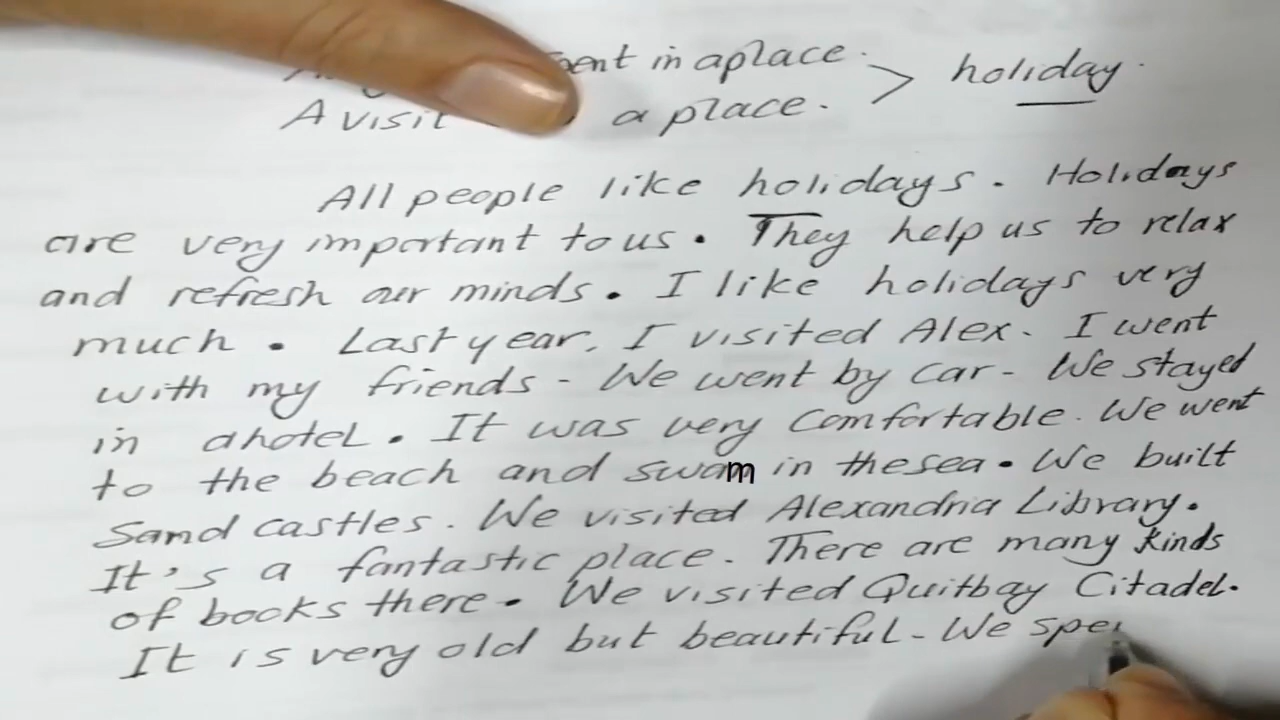 in a place. > holiday.
A visit a place.
All people like holidays. Holidays
are very important to us. They help us to relax
and refresh our minds. I like holidays very
much. Last year, I visited Alex. I went
with my friends - We went by car - We stayed
in a hotel. It was very comfortable. We went
to the beach and swam in the sea. We built
Sand castles. We visited Alexandria Library.
It's a fantastic place. There are many kinds
of books there. We visited Quitbay Citadel.
It is very old but beautiful - We